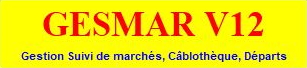 GESMAR V12
Gestion Suivi de marchés, Câblothèque, Départs